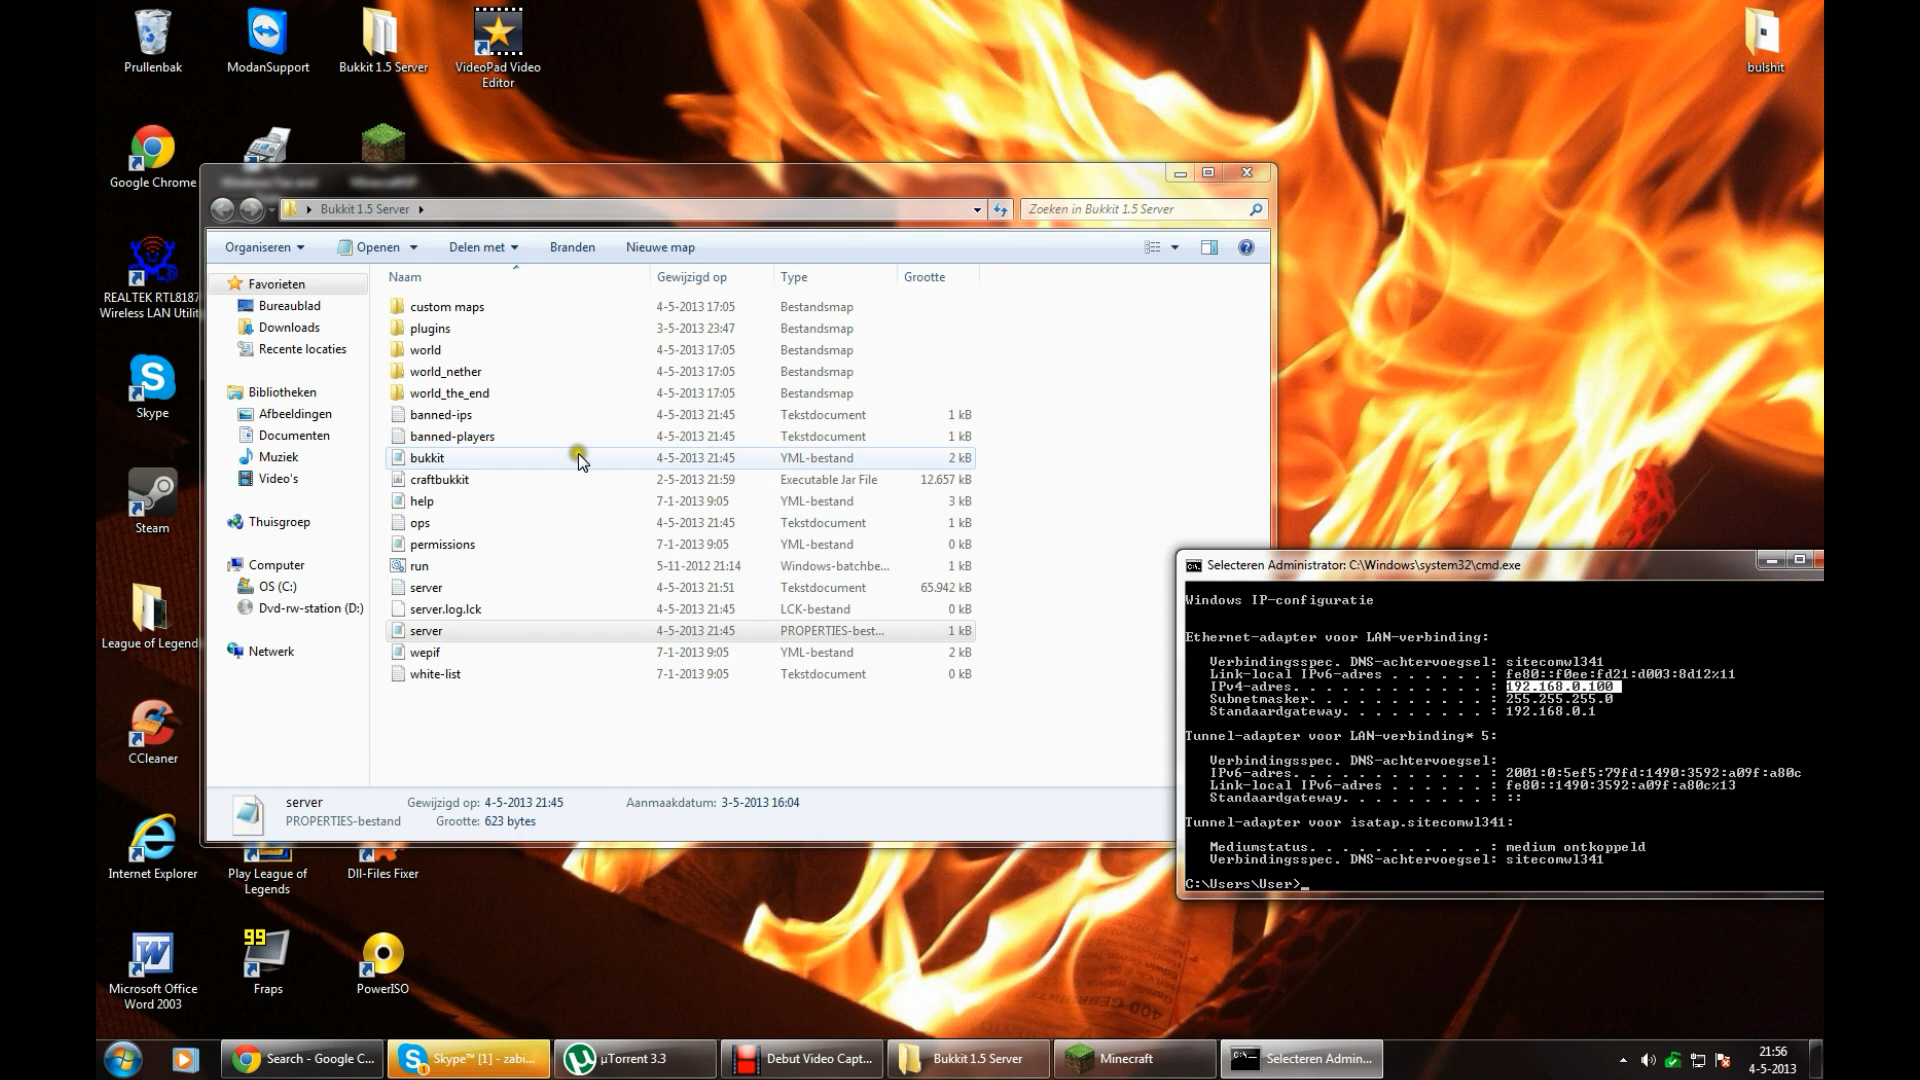 Prullenbak
ModanSupport
Bukkit 1.5 Server
VideoPad Video
Editor
bulshit
Google Chrome
REALTEK RTL8187
Wireless LAN Utilit
Skype
Steam
League of Legend
CCleaner
Internet Explorer
Play League of
Legends
Dll-Files Fixer
Microsoft Office
Word 2003
99
Fraps
PowerISO
Bukkit 1.5 Server
Zoeken in Bukkit 1.5 Server
Organiseren Openen Delen met Branden Nieuwe map
Favorieten
Bureaublad
Downloads
Recente locaties
Bibliotheken
Afbeeldingen
Documenten
Muziek
Video's
Thuisgroep
Computer
OS (C:)
Dvd-rw-station (D:)
Netwerk
Naam Gewijzigd op Type Grootte
custom maps 4-5-2013 17:05 Bestandsmap
plugins 3-5-2013 23:47 Bestandsmap
world 4-5-2013 17:05 Bestandsmap
world_nether 4-5-2013 17:05 Bestandsmap
world_the_end 4-5-2013 17:05 Bestandsmap
banned-ips 4-5-2013 21:45 Tekstdocument 1 kB
banned-players 4-5-2013 21:45 Tekstdocument 1 kB
bukkit 4-5-2013 21:45 YML-bestand 2 kB
craftbukkit 2-5-2013 21:59 Executable Jar File 12.657 kB
help 7-1-2013 9:05 YML-bestand 3 kB
ops 4-5-2013 21:45 Tekstdocument 1 kB
permissions 7-1-2013 9:05 YML-bestand 0 kB
run 5-11-2012 21:14 Windows-batchbe... 1 kB
server 4-5-2013 21:51 Tekstdocument 65.942 kB
server.log.lck 4-5-2013 21:45 LCK-bestand 0 kB
server 4-5-2013 21:45 PROPERTIES-best... 1 kB
wepif 7-1-2013 9:05 YML-bestand 2 kB
white-list 7-1-2013 9:05 Tekstdocument 0 kB
server Gewijzigd op: 4-5-2013 21:45 Aanmaakdatum: 3-5-2013 16:04
PROPERTIES-bestand Grootte: 623 bytes
Selecteren Administrator: C:\Windows\system32\cmd.exe
Windows IP-configuratie
Ethernet-adapter voor LAN-verbinding:
Verbindingsspec. DNS-achtervoegsel: sitecomwl341
Link-local IPv6-adres . . . . . . : fe80::f0ee:fd21:d003:8d12%11
IPv4-adres. . . . . . . . . . . . : 192.168.0.100
Subnetmasker. . . . . . . . . . . : 255.255.255.0
Standaardgateway. . . . . . . . . : 192.168.0.1
Tunnel-adapter voor LAN-verbinding* 5:
Verbindingsspec. DNS-achtervoegsel:
IPv6-adres. . . . . . . . . . . . : 2001:0:5ef5:79fd:1490:3592:a09f:a80c
Link-local IPv6-adres . . . . . . : fe80::1490:3592:a09f:a80c%13
Standaardgateway. . . . . . . . . : ::
Tunnel-adapter voor isatap.sitecomwl341:
Mediumstatus. . . . . . . . . . . : medium ontkoppeld
Verbindingsspec. DNS-achtervoegsel: sitecomwl341
C:\Users\User>_
Search - Google C...
Skype™ [1] - zabi...
µTorrent 3.3
Debut Video Capt...
Bukkit 1.5 Server
Minecraft
Selecteren Admin...
21:56
4-5-2013